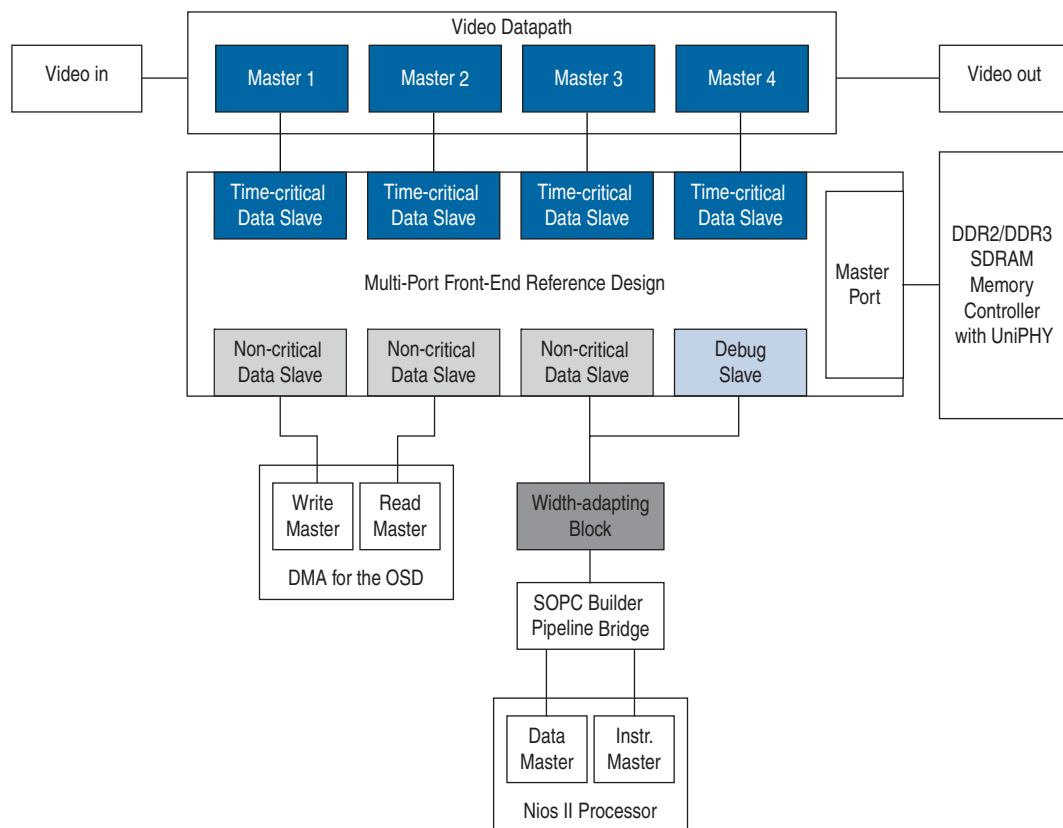 Video Datapath
Video in
Master 1
Master 2
Master 3
Master 4
Video out
Time-critical
Data Slave
Time-critical
Data Slave
Time-critical
Data Slave
Time-critical
Data Slave
Multi-Port Front-End Reference Design
Master
Port
DDR2/DDR3
SDRAM
Memory
Controller
with UniPHY
Non-critical
Data Slave
Non-critical
Data Slave
Non-critical
Data Slave
Debug
Slave
Write
Master
Read
Master
DMA for the OSD
Width-adapting
Block
SOPC Builder
Pipeline Bridge
Data
Master
Instr.
Master
Nios II Processor